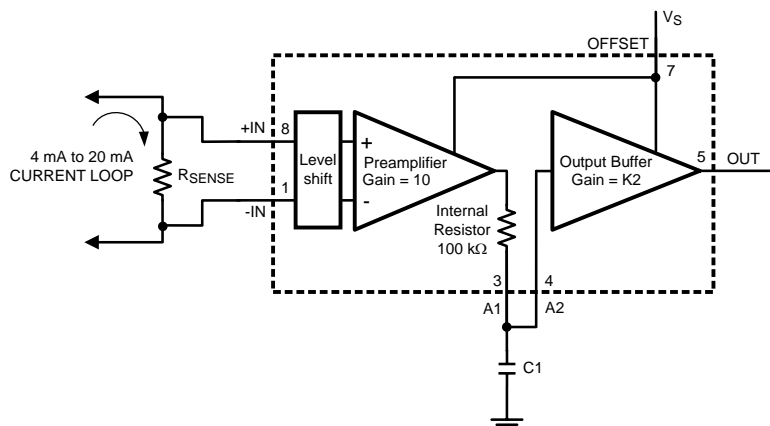 VS
OFFSET
7
+IN
8
4 mA to 20 mA
CURRENT LOOP
RSENSE
Level
shift
+
-
Preamplifier
Gain = 10
Output Buffer
Gain = K2
5
OUT
1
-IN
Internal
Resistor
100 kΩ
3
4
A1
A2
C1